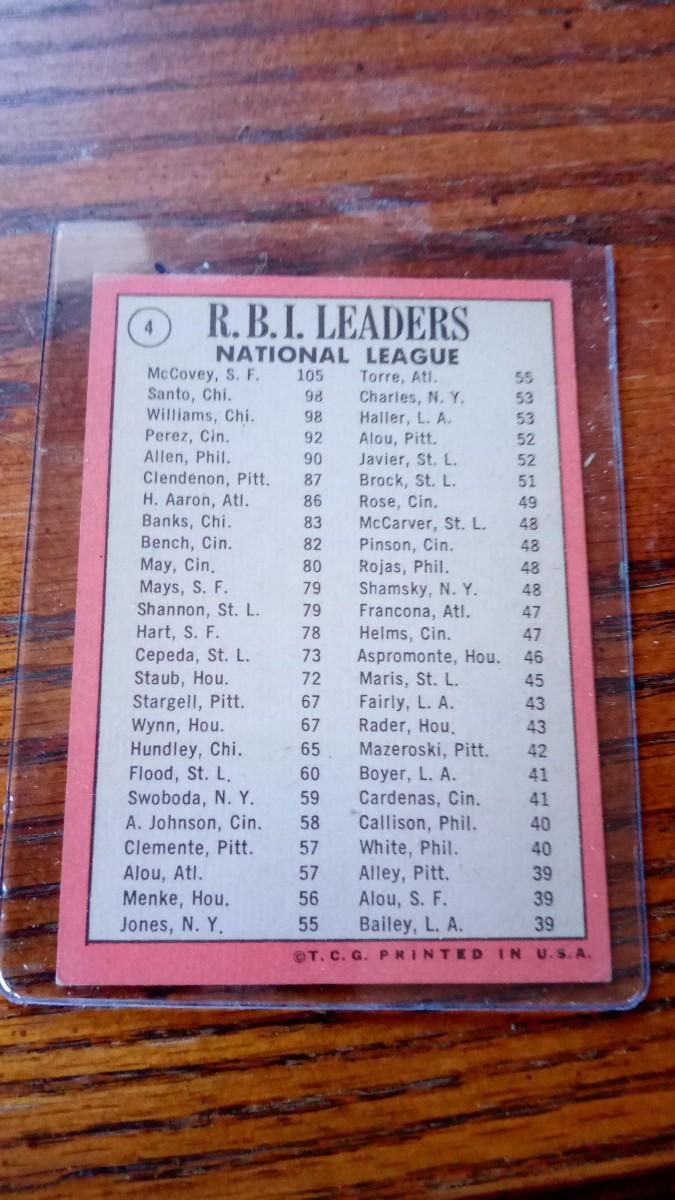 4
R.B.I. LEADERS
NATIONAL LEAGUE
McCovey, S. F. 105
Santo, Chi. 98
Williams, Chi. 98
Perez, Cin. 92
Allen, Phil. 90
Clendenon, Pitt. 87
H. Aaron, Atl. 86
Banks, Chi. 83
Bench, Cin. 82
May, Cin. 80
Mays, S. F. 79
Shannon, St. L. 79
Hart, S. F. 78
Cepeda, St. L. 73
Staub, Hou. 72
Stargell, Pitt. 67
Wynn, Hou. 67
Hundley, Chi. 65
Flood, St. L. 60
Swoboda, N. Y. 59
A. Johnson, Cin. 58
Clemente, Pitt. 57
Alou, Atl. 57
Menke, Hou. 56
Jones, N. Y. 55
Torre, Atl. 55
Charles, N. Y. 53
Haller, L. A. 53
Alou, Pitt. 52
Javier, St. L. 52
Brock, St. L. 51
Rose, Cin. 49
McCarver, St. L. 48
Pinson, Cin. 48
Rojas, Phil. 48
Shamsky, N. Y. 48
Francona, Atl. 47
Helms, Cin. 47
Aspromonte, Hou. 46
Maris, St. L. 45
Fairly, L. A. 43
Rader, Hou. 43
Mazeroski, Pitt. 42
Boyer, L. A. 41
Cardenas, Cin. 41
Callison, Phil. 40
White, Phil. 40
Alley, Pitt. 39
Alou, S. F. 39
Bailey, L. A. 39
©T. C. G. PRINTED IN U.S.A.